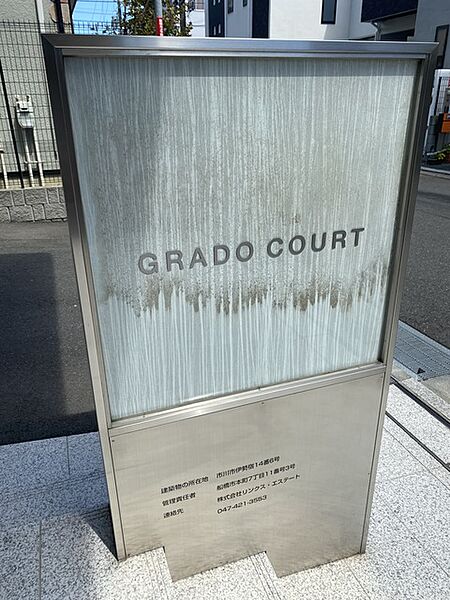 GRADO COURT
建築物の所在地 市川市伊勢宿14番6号
管理責任者 船橋市本町7丁目11番号3号
株式会社リンクス・エステート
連絡先 047-421-3553